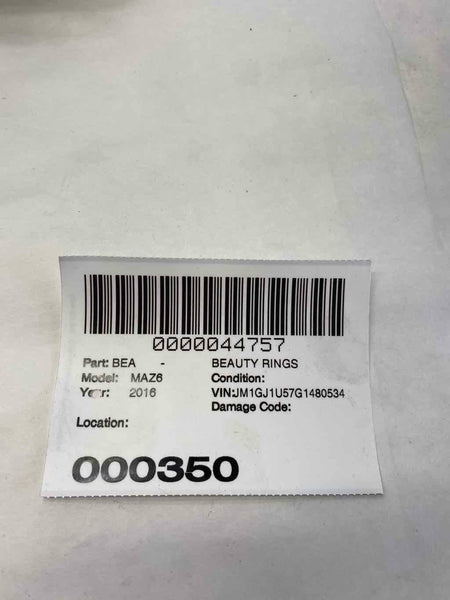 0000044757
Part: BEA - BEAUTY RINGS
Model: MAZ6 Condition:
Year: 2016 VIN:JM1GJ1U57G1480534
Damage Code:
Location:
000350